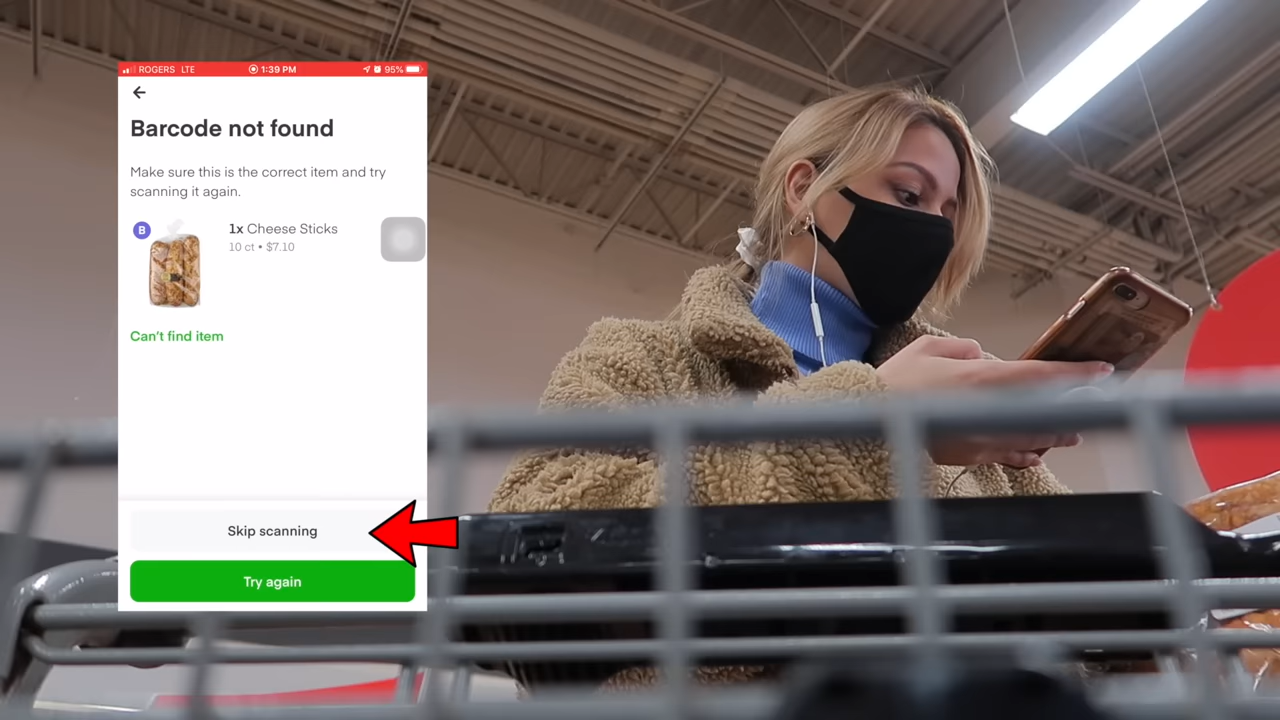 ROGERS LTE 1:39 PM 95%
Barcode not found
Make sure this is the correct item and try
scanning it again.
B
1x Cheese Sticks
10 ct • $7.10
Can't find item
Skip scanning
Try again